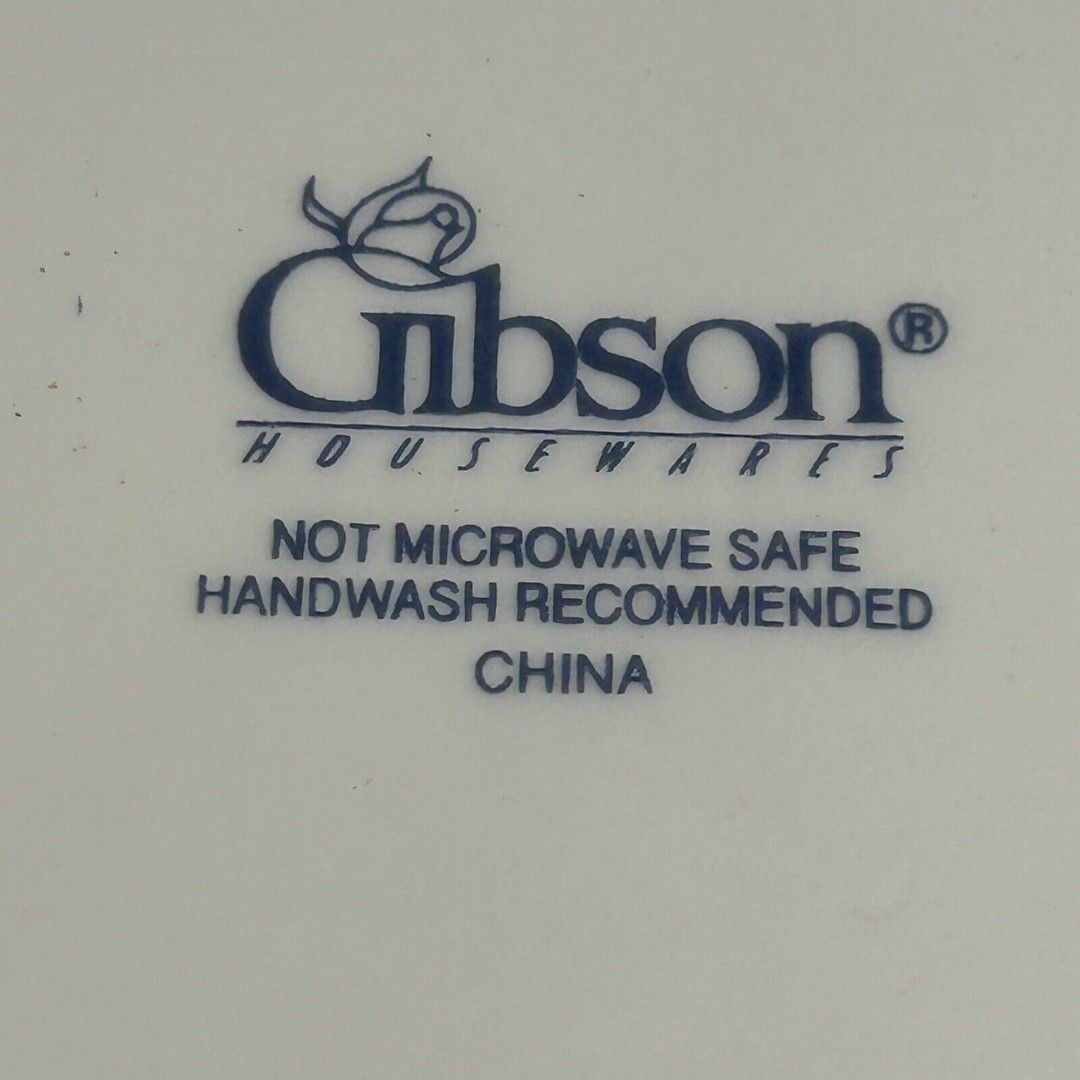 Gibson®
HOUSEWARES
NOT MICROWAVE SAFE
HANDWASH RECOMMENDED
CHINA